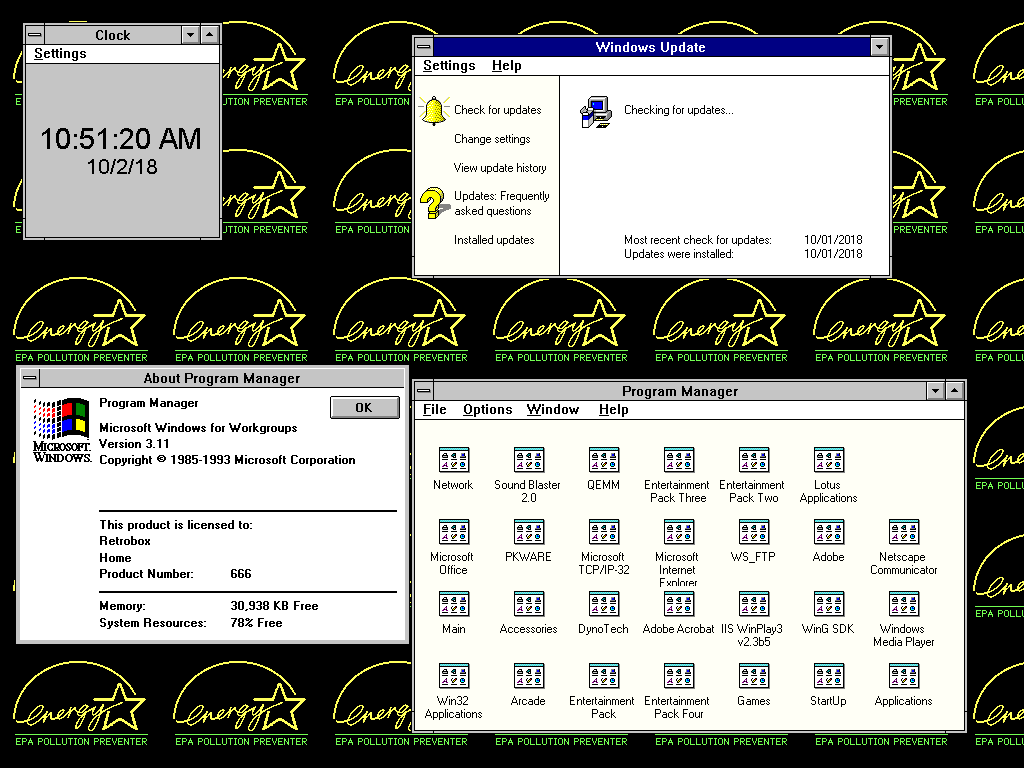 Clock
Settings
10:51:20 AM
10/2/18
Windows Update
Settings Help
Check for updates
Change settings
View update history
Updates: Frequently
asked questions
Installed updates
Checking for updates...
Most recent check for updates: 10/01/2018
Updates were installed: 10/01/2018
energy
EPA POLLUTION PREVENTER
About Program Manager
OK
MICROSOFT.
WINDOWS.
Program Manager
Microsoft Windows for Workgroups
Version 3.11
Copyright © 1985-1993 Microsoft Corporation
This product is licensed to:
Retrobox
Home
Product Number: 666
Memory: 30,938 KB Free
System Resources: 78% Free
Program Manager
File Options Window Help
Network
Sound Blaster
2.0
QEMM
Entertainment
Pack Three
Entertainment
Pack Two
Lotus
Applications
Microsoft
Office
PKWARE
Microsoft
TCP/IP-32
Microsoft
Internet
Explorer
WS_FTP
Adobe
Netscape
Communicator
Main
Accessories
DynoTech
Adobe Acrobat
IIS WinPlay3
v2.3b5
WinG SDK
Windows
Media Player
Win32
Applications
Arcade
Entertainment
Pack
Entertainment
Pack Four
Games
StartUp
Applications